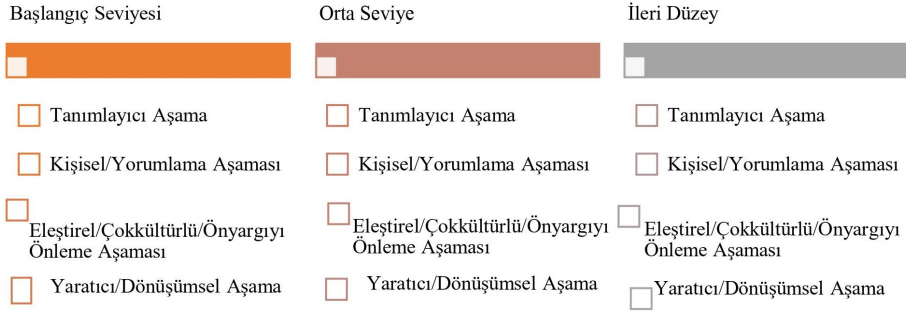 Başlangıç Seviyesi
Tanımlayıcı Aşama
Kişisel/Yorumlama Aşaması
Eleştirel/Çokkültürlü/Önyargıyı
Önleme Aşaması
Yaratıcı/Dönüşümsel Aşama
Orta Seviye
Tanımlayıcı Aşama
Kişisel/Yorumlama Aşaması
Eleştirel/Çokkültürlü/Önyargıyı
Önleme Aşaması
Yaratıcı/Dönüşümsel Aşama
İleri Düzey
Tanımlayıcı Aşama
Kişisel/Yorumlama Aşaması
Eleştirel/Çokkültürlü/Önyargıyı
Önleme Aşaması
Yaratıcı/Dönüşümsel Aşama